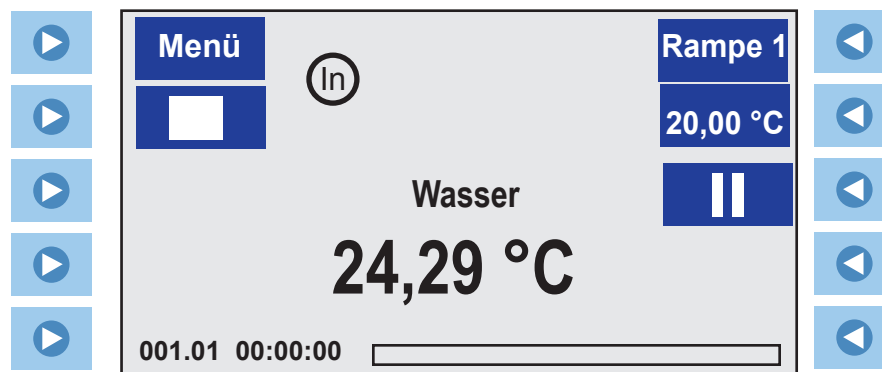 Menü
Rampe 1
In
20,00 °C
Wasser
24,29 °C
001.01 00:00:00